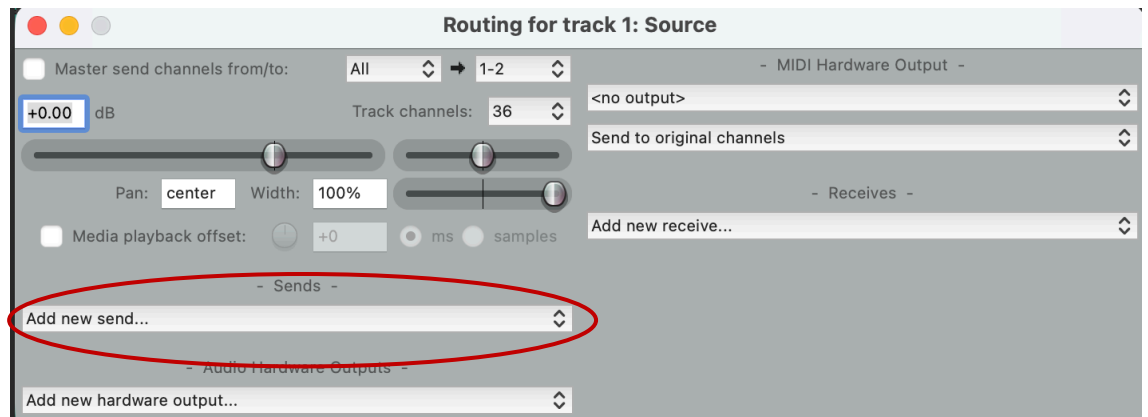 Routing for track 1: Source
Master send channels from/to: All 1-2
+0.00 dB Track channels: 36
Pan: center Width: 100%
Media playback offset: +0 ms samples
- Sends -
Add new send...
- Audio Hardware Outputs -
Add new hardware output...
- MIDI Hardware Output -
<no output>
Send to original channels
- Receives -
Add new receive...